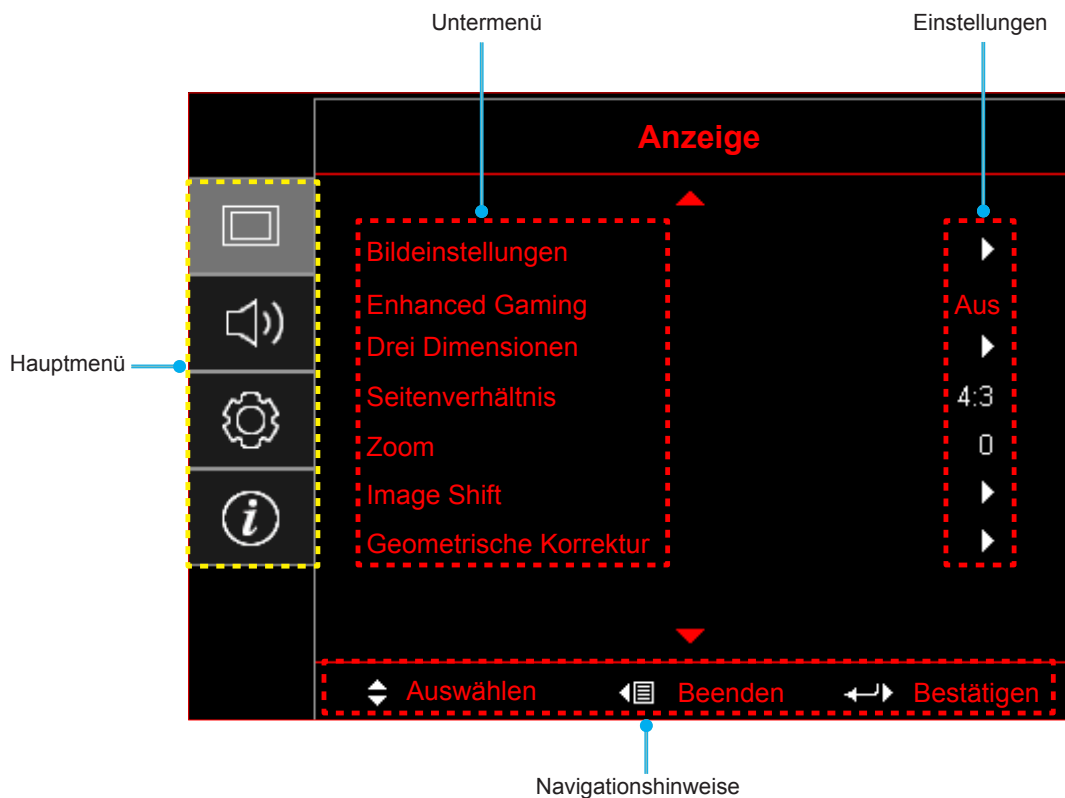 Untermenü Einstellungen
Anzeige
Bildeinstellungen
Enhanced Gaming Aus
Drei Dimensionen
Hauptmenü
Seitenverhältnis 4:3
Zoom 0
Image Shift
Geometrische Korrektur
Auswählen Beenden Bestätigen
Navigationshinweise